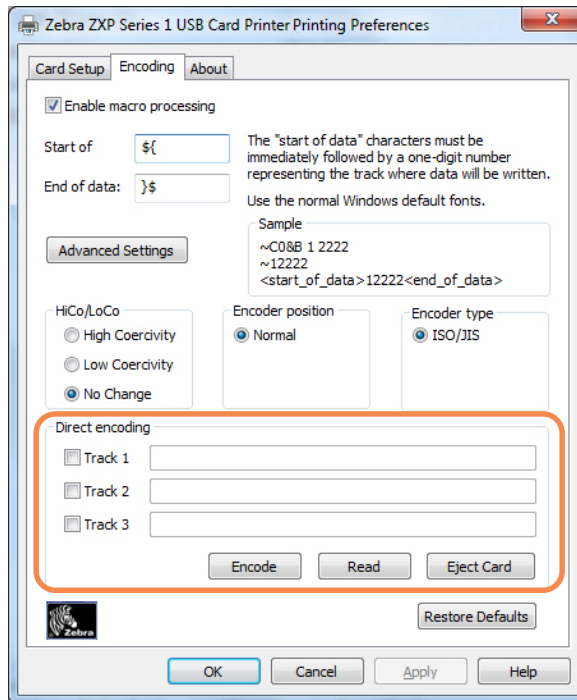 Zebra ZXP Series 1 USB Card Printer Printing Preferences
Card Setup Encoding About
Enable macro processing
Start of ${
End of data: }$
The "start of data" characters must be
immediately followed by a one-digit number
representing the track where data will be written.
Use the normal Windows default fonts.
Advanced Settings
Sample
~C0&B 1 2222
~12222
<start_of_data>12222<end_of_data>
HiCo/LoCo
High Coercivity
Low Coercivity
No Change
Encoder position
Normal
Encoder type
ISO/JIS
Direct encoding
Track 1
Track 2
Track 3
Encode Read Eject Card
Zebra
Restore Defaults
OK Cancel Apply Help